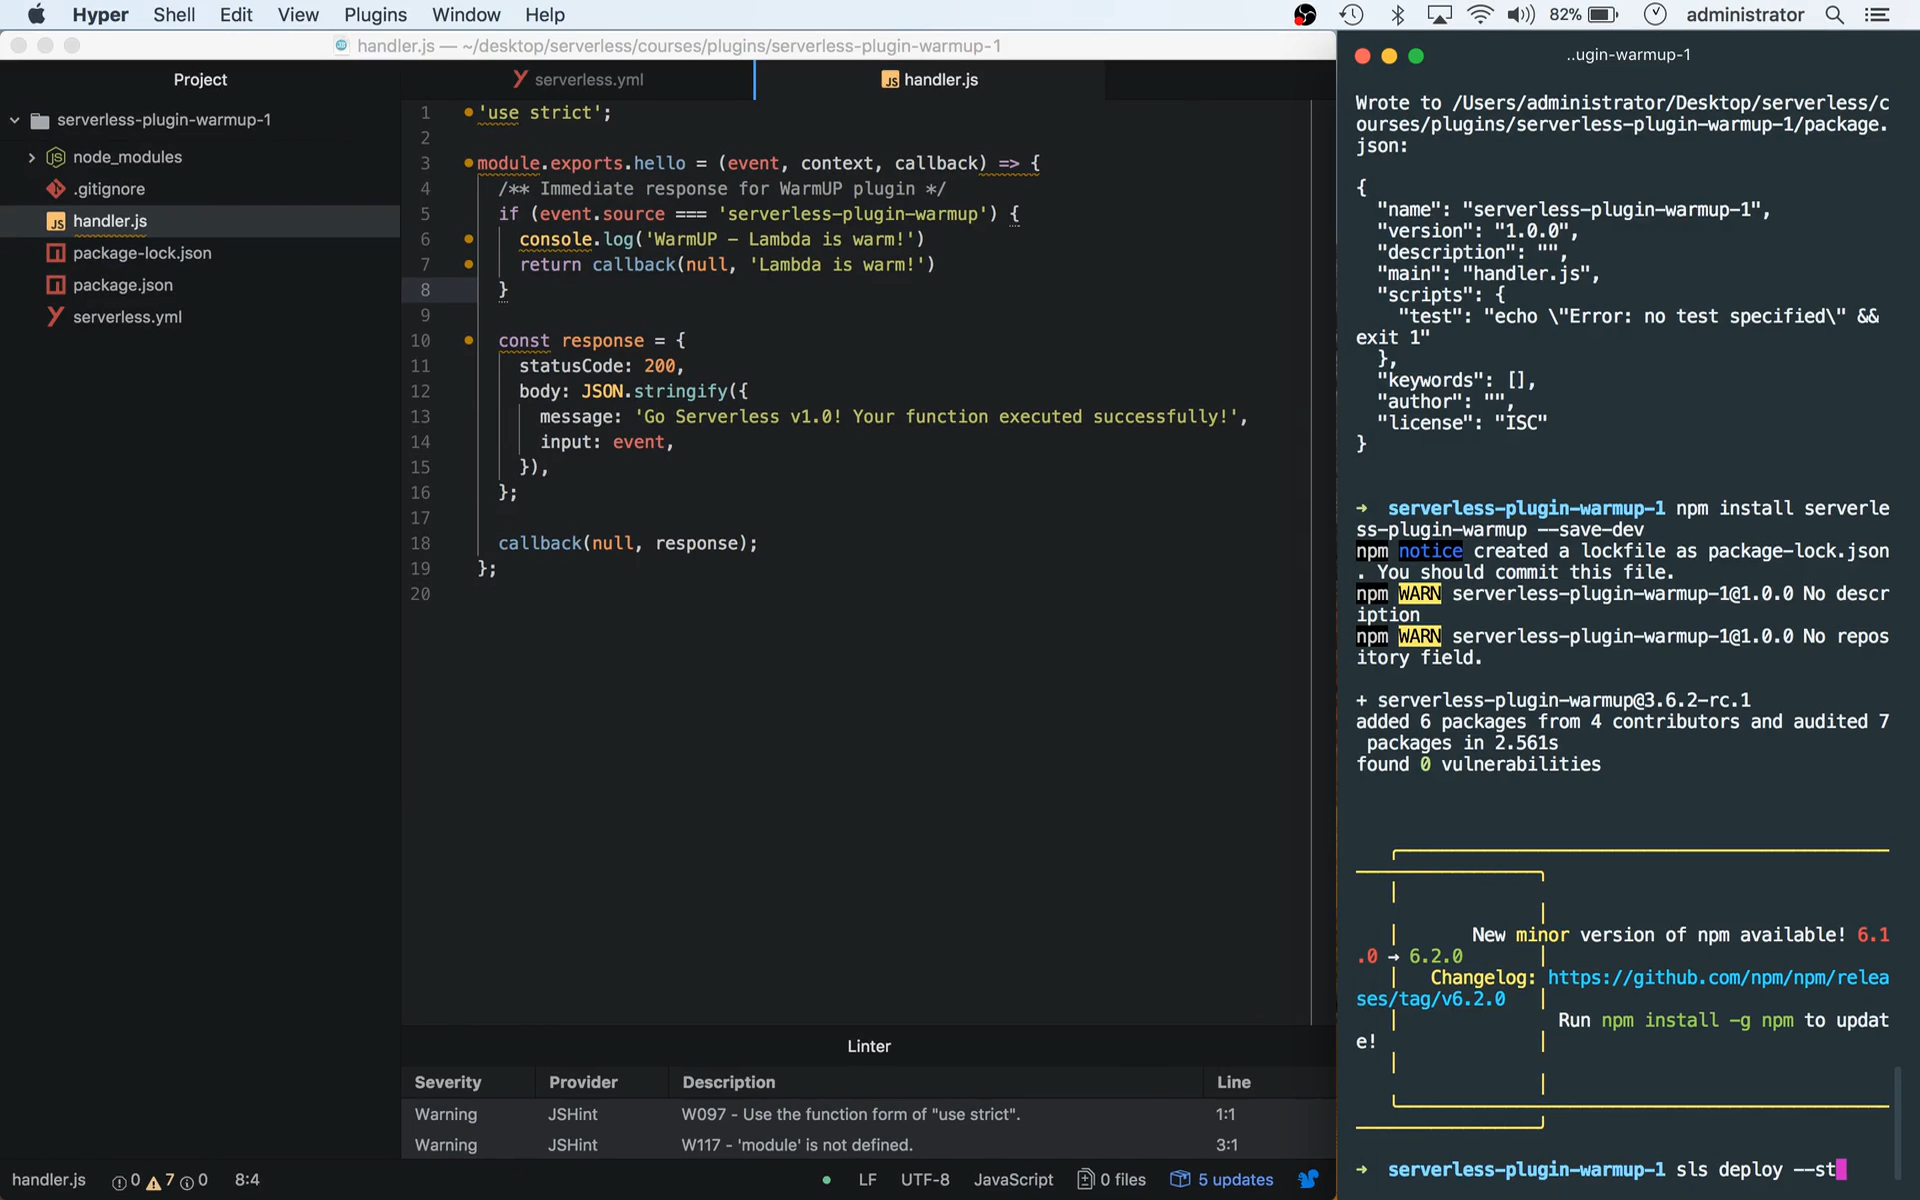 Hyper Shell Edit View Plugins Window Help 82% administrator
handler.js — ~/desktop/serverless/courses/plugins/serverless-plugin-warmup-1
Project
serverless-plugin-warmup-1
node_modules
.gitignore
handler.js
package-lock.json
package.json
serverless.yml
serverless.yml handler.js
1 'use strict';
2
3 module.exports.hello = (event, context, callback) => {
4 /** Immediate response for WarmUP plugin */
5 if (event.source === 'serverless-plugin-warmup') {
6 console.log('WarmUP - Lambda is warm!')
7 return callback(null, 'Lambda is warm!')
8 }
9
10 const response = {
11 statusCode: 200,
12 body: JSON.stringify({
13 message: 'Go Serverless v1.0! Your function executed successfully!',
14 input: event,
15 }),
16 };
17
18 callback(null, response);
19 };
20
Linter
Severity Provider Description Line
Warning JSHint W097 - Use the function form of "use strict". 1:1
Warning JSHint W117 - 'module' is not defined. 3:1
handler.js 0 7 0 8:4 LF UTF-8 JavaScript 0 files 5 updates
..ugin-warmup-1
Wrote to /Users/administrator/Desktop/serverless/c
ourses/plugins/serverless-plugin-warmup-1/package.
json:
{
"name": "serverless-plugin-warmup-1",
"version": "1.0.0",
"description": "",
"main": "handler.js",
"scripts": {
"test": "echo \"Error: no test specified\" &&
exit 1"
},
"keywords": [],
"author": "",
"license": "ISC"
}
➜ serverless-plugin-warmup-1 npm install serverle
ss-plugin-warmup --save-dev
npm notice created a lockfile as package-lock.json
. You should commit this file.
npm WARN serverless-plugin-warmup-1@1.0.0 No descr
iption
npm WARN serverless-plugin-warmup-1@1.0.0 No repos
itory field.
+ serverless-plugin-warmup@3.6.2-rc.1
added 6 packages from 4 contributors and audited 7
packages in 2.561s
found 0 vulnerabilities
New minor version of npm available! 6.1
.0 → 6.2.0
Changelog: https://github.com/npm/npm/relea
ses/tag/v6.2.0
Run npm install -g npm to updat
e!
➜ serverless-plugin-warmup-1 sls deploy --st